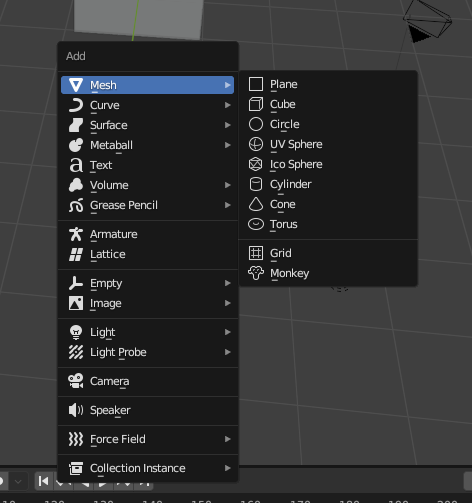 Add
Mesh
Curve
Surface
Metaball
Text
Volume
Grease Pencil
Armature
Lattice
Empty
Image
Light
Light Probe
Camera
Speaker
Force Field
Collection Instance
Plane
Cube
Circle
UV Sphere
Ico Sphere
Cylinder
Cone
Torus
Grid
Monkey